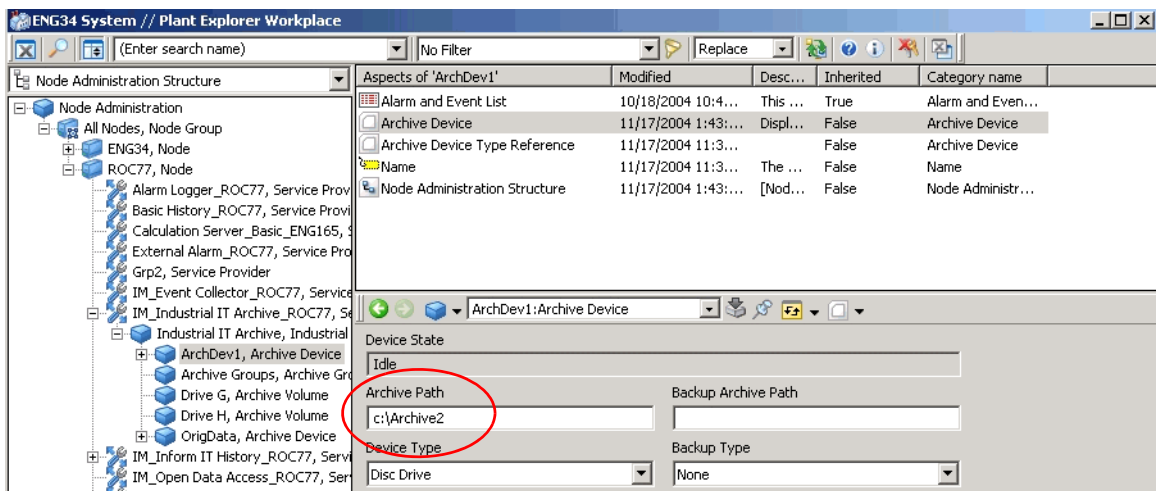 ENG34 System // Plant Explorer Workplace
(Enter search name) No Filter Replace
Node Administration Structure
Node Administration
All Nodes, Node Group
ENG34, Node
ROC77, Node
Alarm Logger_ROC77, Service Prov
Basic History_ROC77, Service Provi
Calculation Server_Basic_ENG165, S
External Alarm_ROC77, Service Pro
Grp2, Service Provider
IM_Event Collector_ROC77, Service
IM_Industrial IT Archive_ROC77, Se
Industrial IT Archive, Industrial
ArchDev1, Archive Device
Archive Groups, Archive Gro
Drive G, Archive Volume
Drive H, Archive Volume
OrigData, Archive Device
IM_Inform IT History_ROC77, Servi
IM_Open Data Access_ROC77, Ser
Aspects of 'ArchDev1' Modified Desc... Inherited Category name
Alarm and Event List 10/18/2004 10:4... This ... True Alarm and Even...
Archive Device 11/17/2004 1:43:... Displ... False Archive Device
Archive Device Type Reference 11/17/2004 11:3... False Archive Device
Name 11/17/2004 11:3... The ... False Name
Node Administration Structure 11/17/2004 1:43:... [Nod... False Node Administr...
ArchDev1:Archive Device
Device State
Idle
Archive Path Backup Archive Path
c:\Archive2
Device Type Backup Type
Disc Drive None